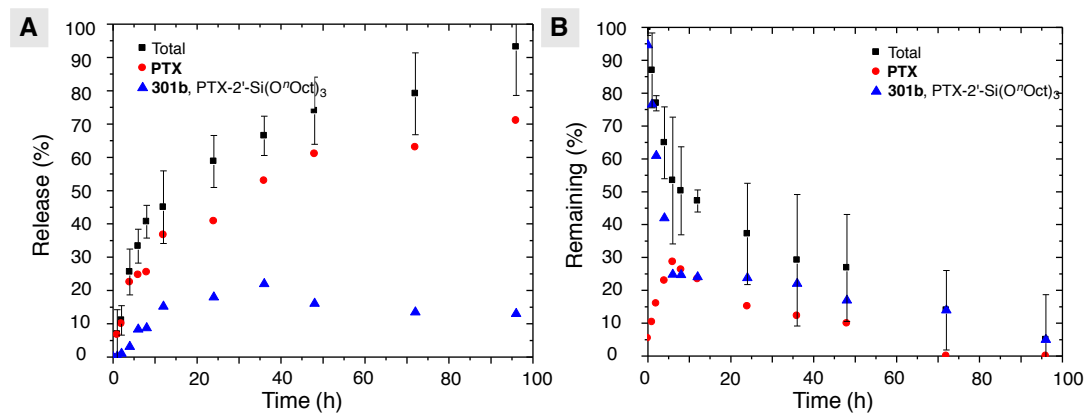 A
Release (%)
100
90
80
70
60
50
40
30
20
10
0
0 20 40 60 80 100
Time (h)
Total
PTX
301b, PTX-2'-Si(OⁿOct)₃
B
Remaining (%)
100
90
80
70
60
50
40
30
20
10
0
0 20 40 60 80 100
Time (h)
Total
PTX
301b, PTX-2'-Si(OⁿOct)₃